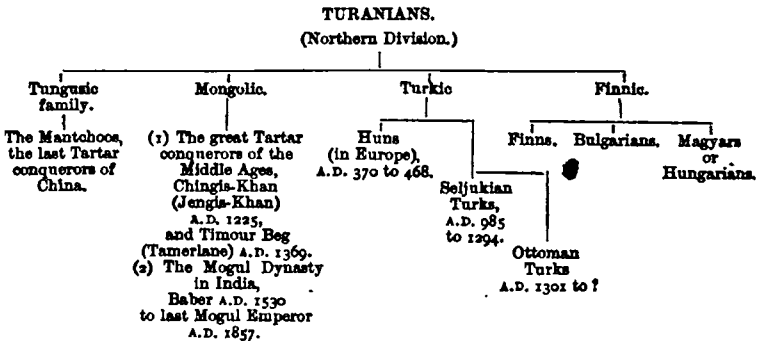 TURANIANS.
(Northern Division.)
Tungusic
family.
The Mantchoos,
the last Tartar
conquerors of
China.
Mongolic.
(1) The great Tartar
conquerors of the
Middle Ages,
Chingis-Khan
(Jengis-Khan)
A.D. 1225,
and Timour Beg
(Tamerlane) A.D. 1369.
(2) The Mogul Dynasty
in India,
Baber A.D. 1530
to last Mogul Emperor
A.D. 1857.
Turkic
Huns
(in Europe),
A.D. 370 to 468.
Seljukian
Turks,
A.D. 985
to 1294.
Ottoman
Turks
A.D. 1301 to ?
Finnic.
Finns.
Bulgarians.
Magyars
or
Hungarians.